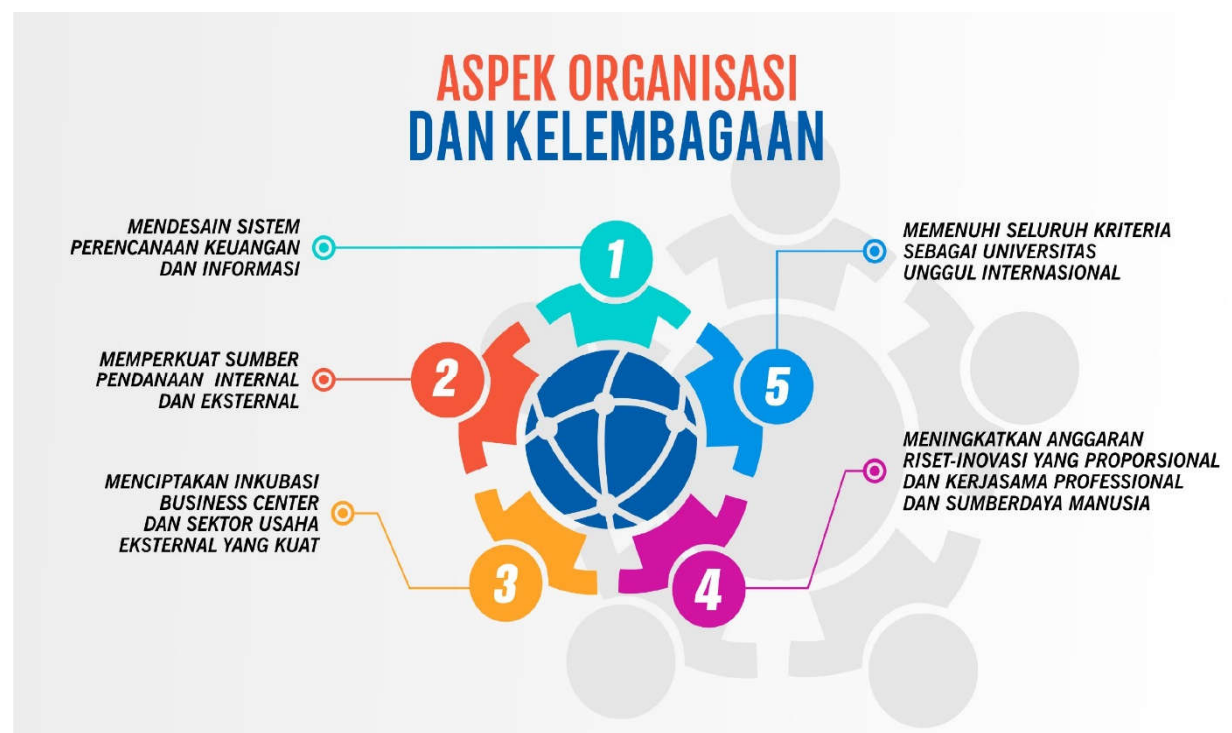 ASPEK ORGANISASI
DAN KELEMBAGAAN
1
MENDESAIN SISTEM
PERENCANAAN KEUANGAN
DAN INFORMASI
2
MEMPERKUAT SUMBER
PENDANAAN INTERNAL
DAN EKSTERNAL
3
MENCIPTAKAN INKUBASI
BUSINESS CENTER
DAN SEKTOR USAHA
EKSTERNAL YANG KUAT
4
MENINGKATKAN ANGGARAN
RISET-INOVASI YANG PROPORSIONAL
DAN KERJASAMA PROFESSIONAL
DAN SUMBERDAYA MANUSIA
5
MEMENUHI SELURUH KRITERIA
SEBAGAI UNIVERSITAS
UNGGUL INTERNASIONAL